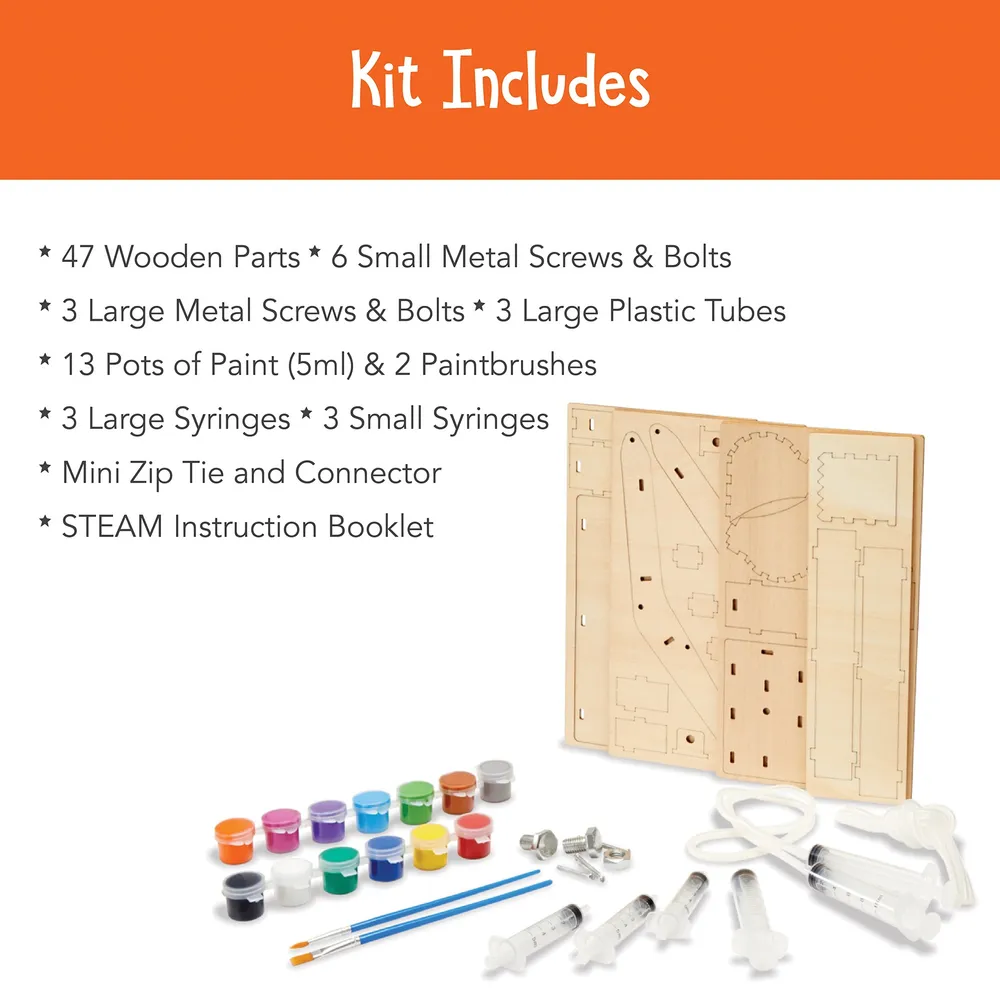 Kit Includes
★ 47 Wooden Parts ★ 6 Small Metal Screws & Bolts
★ 3 Large Metal Screws & Bolts ★ 3 Large Plastic Tubes
★ 13 Pots of Paint (5ml) & 2 Paintbrushes
★ 3 Large Syringes ★ 3 Small Syringes
★ Mini Zip Tie and Connector
★ STEAM Instruction Booklet